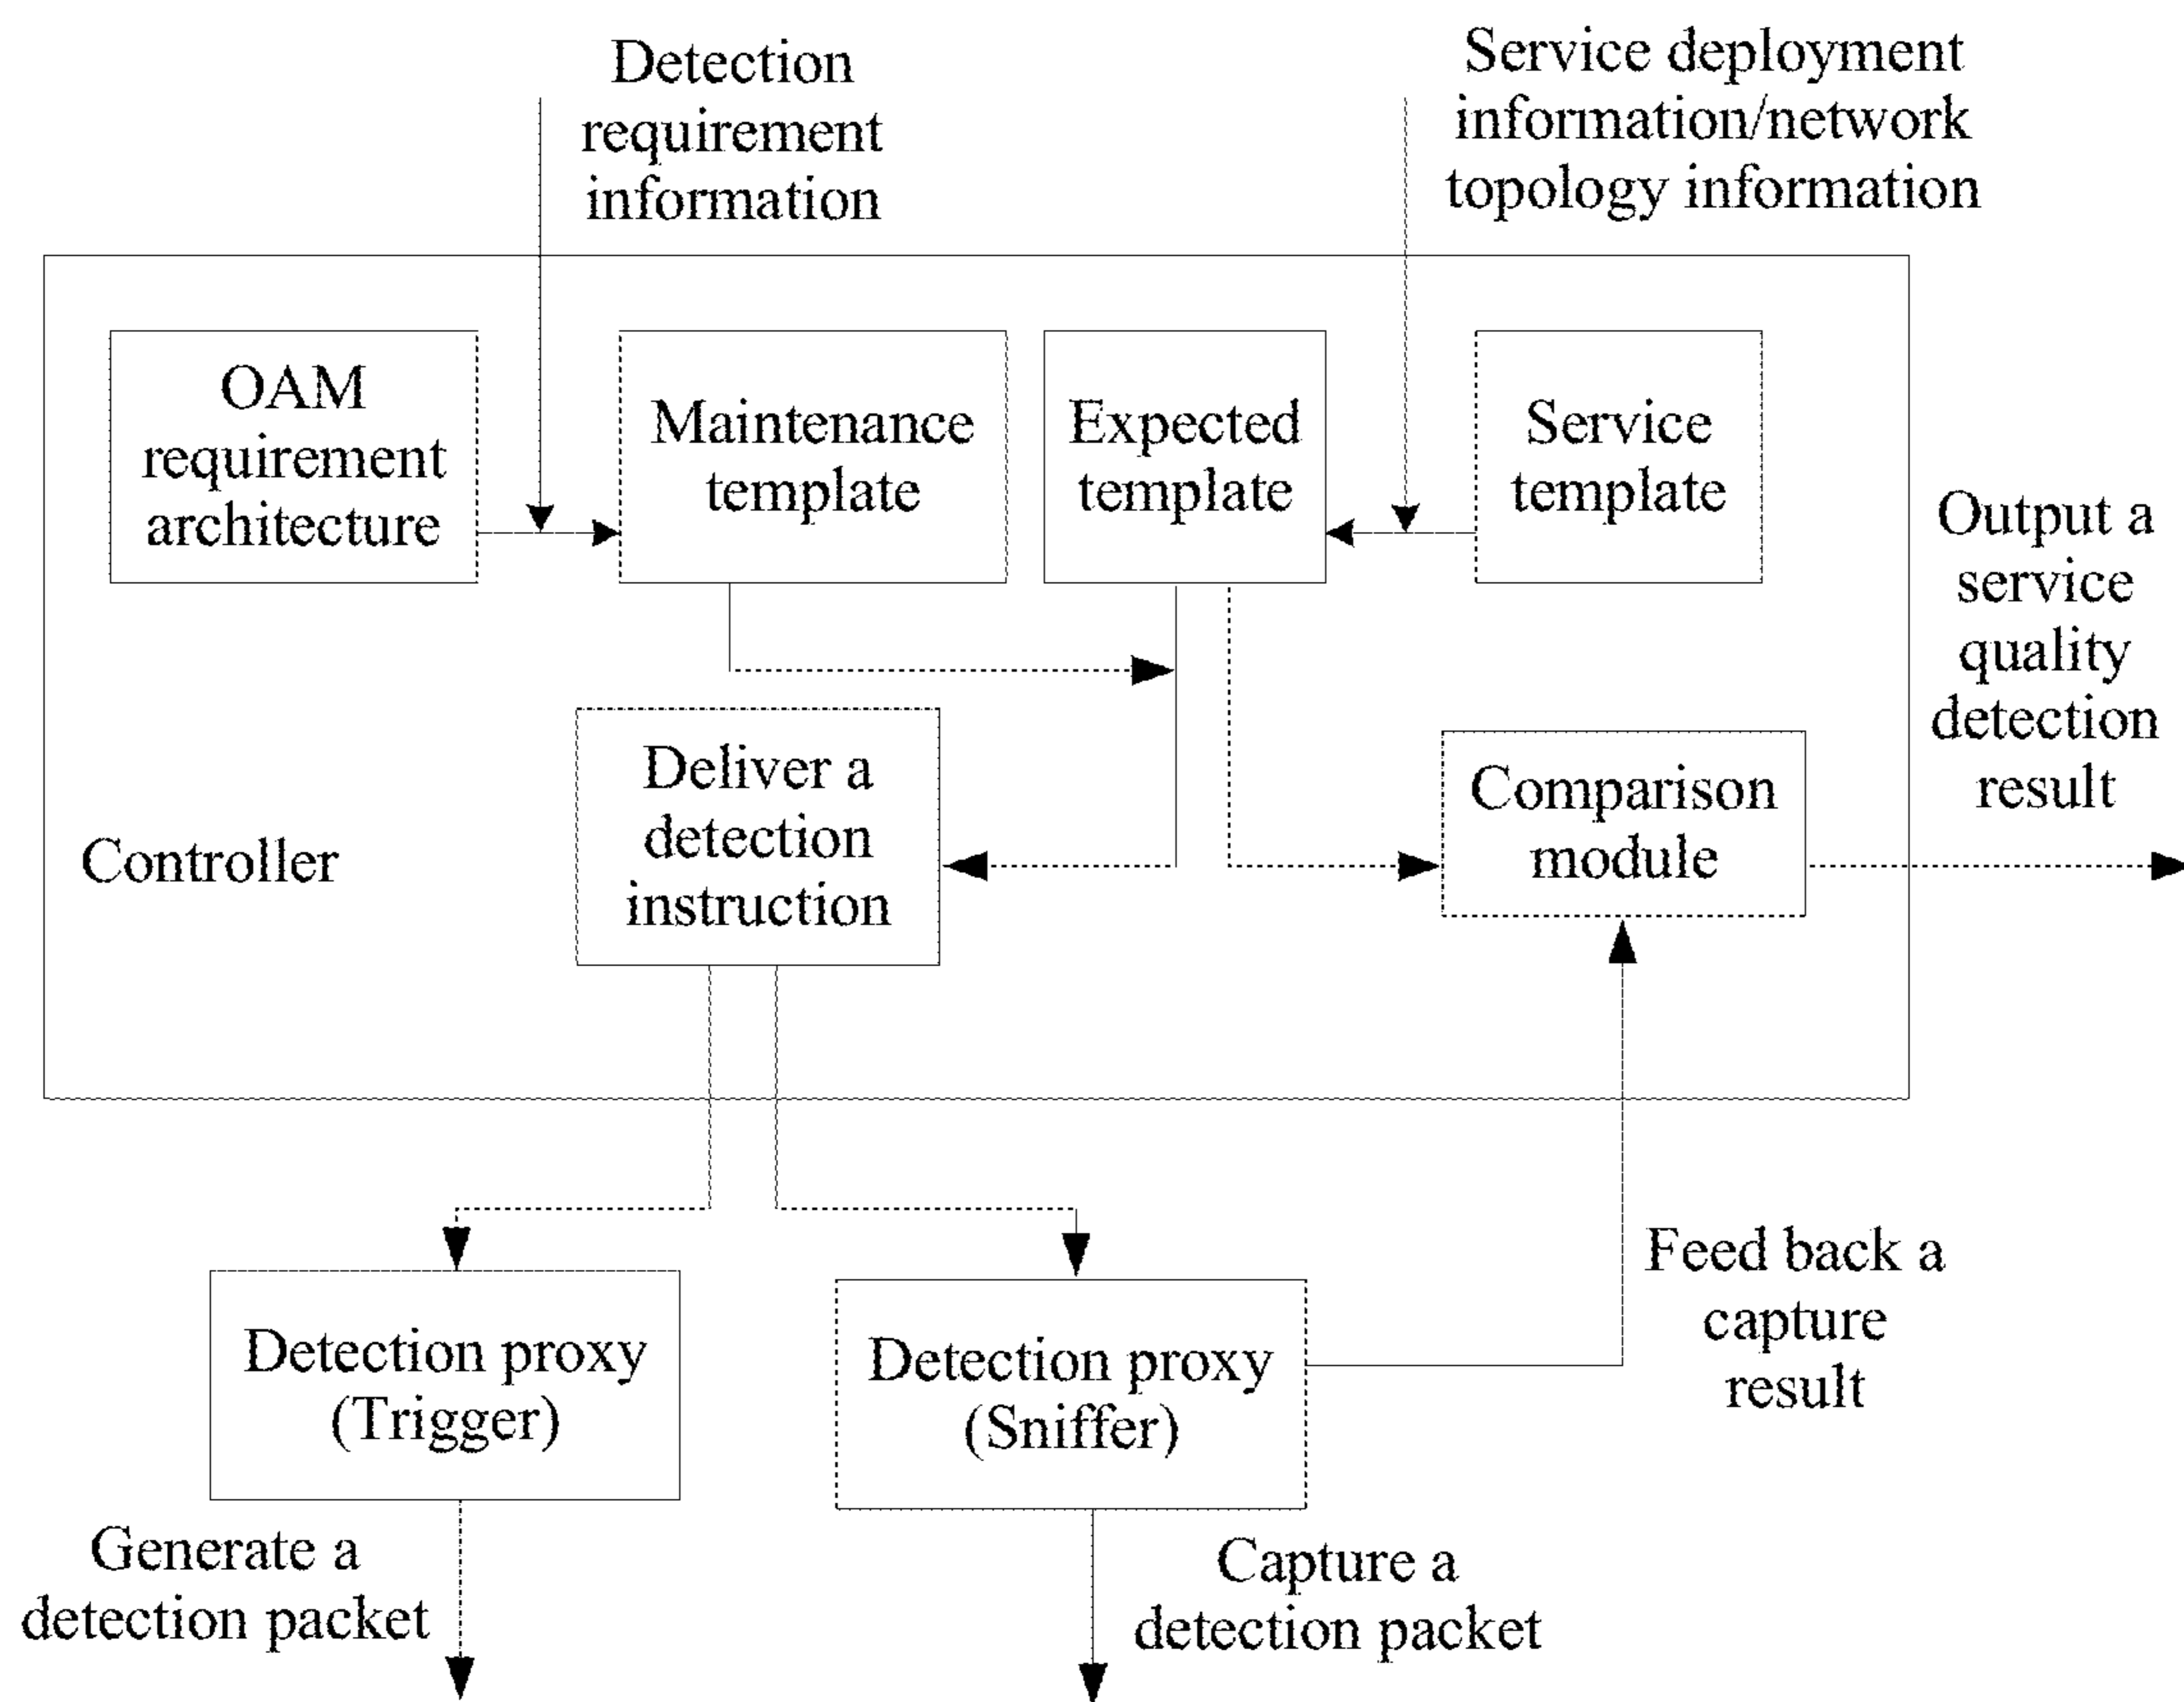 Detection
requirement
information
Service deployment
information/network
topology information
OAM
requirement
architecture
Maintenance
template
Expected
template
Service
template
Output a
service
quality
detection
result
Deliver a
detection
instruction
Comparison
module
Controller
Feed back a
capture
result
Detection proxy
(Trigger)
Detection proxy
(Sniffer)
Generate a
detection packet
Capture a
detection packet